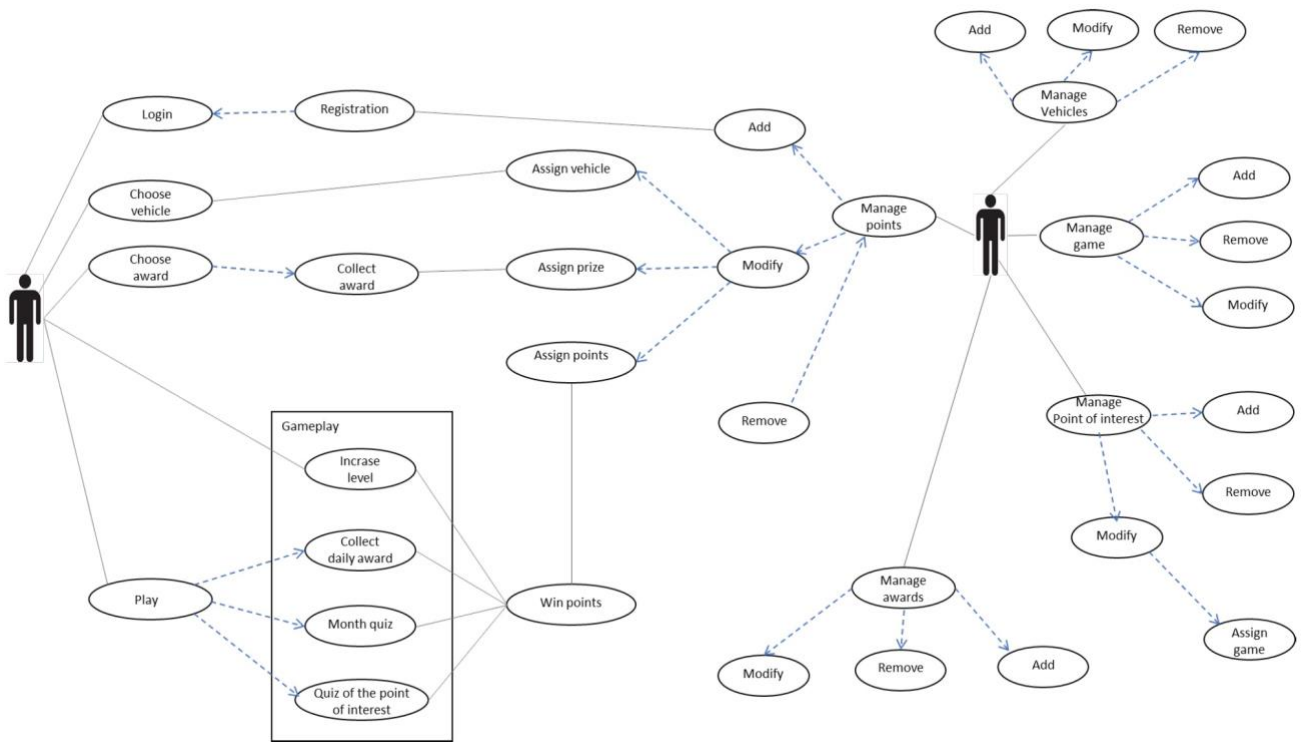 Add
Modify
Remove
Manage
Vehicles
Login
Registration
Add
Assign vehicle
Choose
vehicle
Manage
points
Manage
game
Add
Remove
Modify
Choose
award
Collect
award
Assign prize
Modify
Assign points
Remove
Manage
Point of interest
Add
Remove
Modify
Assign
game
Gameplay
Incrase
level
Collect
daily award
Month quiz
Quiz of the point
of interest
Play
Win points
Manage
awards
Modify
Remove
Add